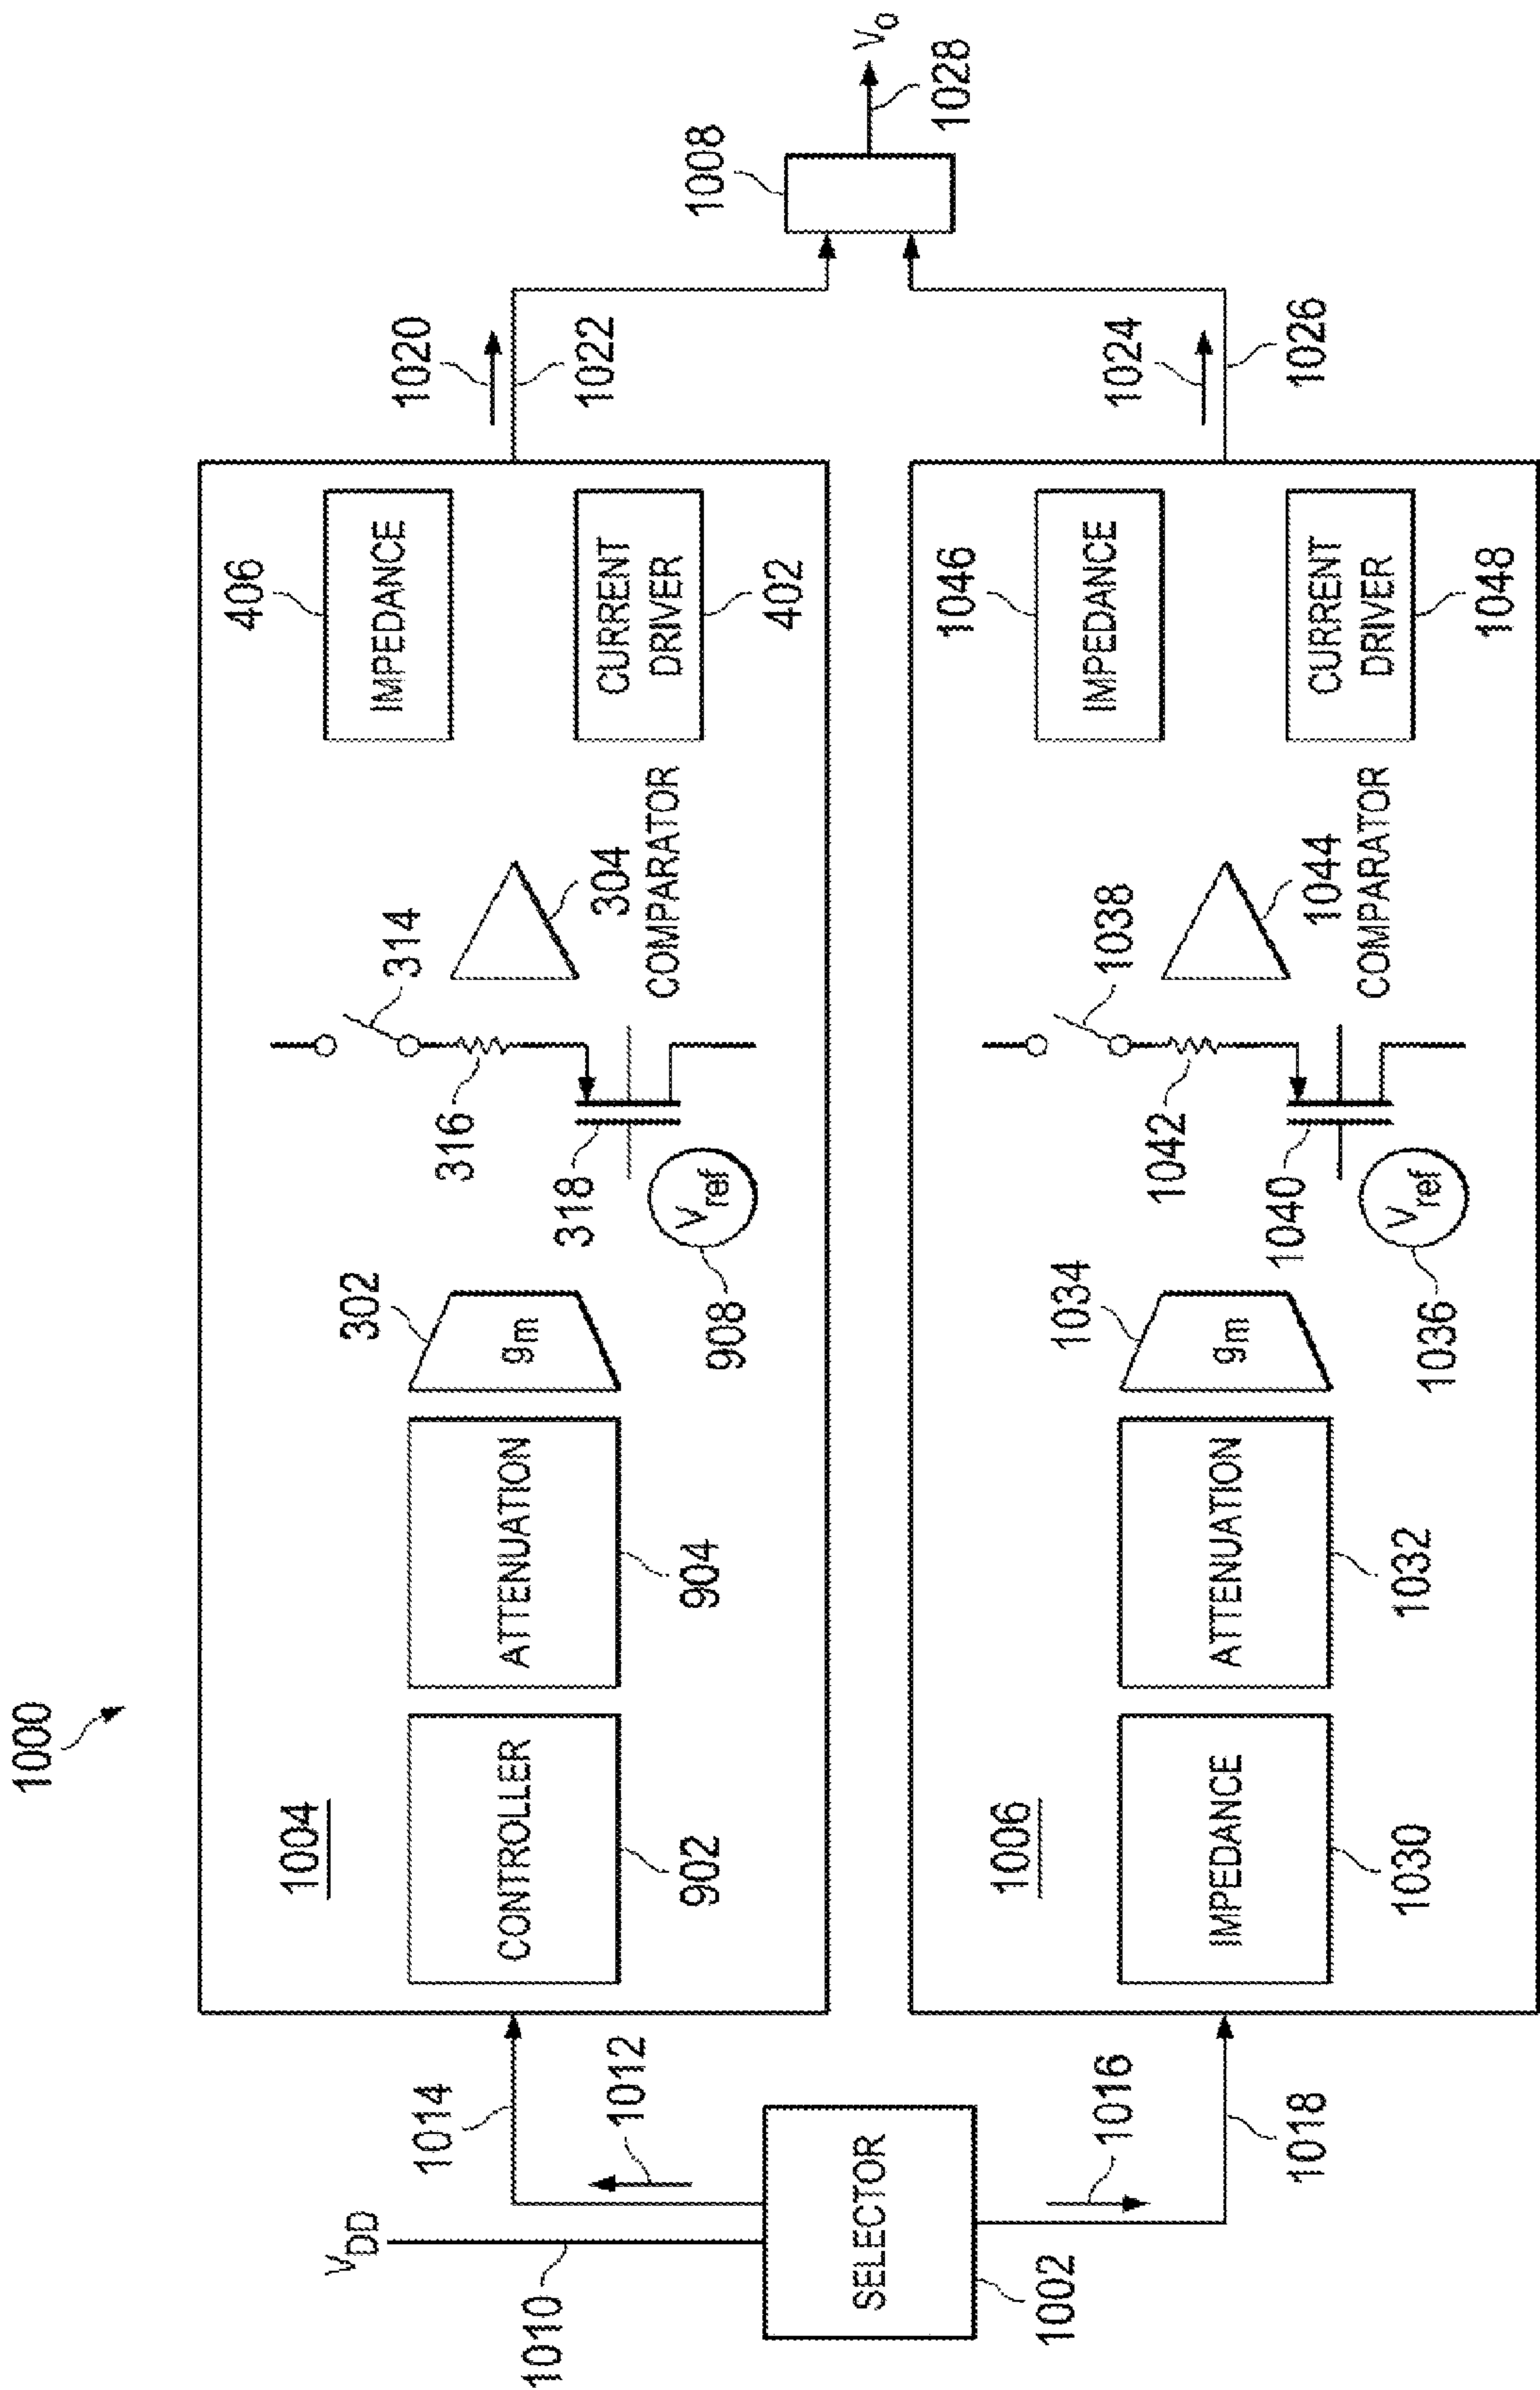 1000
1004
CONTROLLER
902
ATTENUATION
904
302
gm
316
318
Vref
908
314
304
COMPARATOR
406
IMPEDANCE
CURRENT
DRIVER
402
1020
1022
1008
Vo
1028
VDD
1010
1014
1012
SELECTOR
1002
1016
1018
1006
IMPEDANCE
1030
ATTENUATION
1032
1034
gm
1042
1040
Vref
1036
1038
1044
COMPARATOR
1046
IMPEDANCE
CURRENT
DRIVER
1048
1024
1026